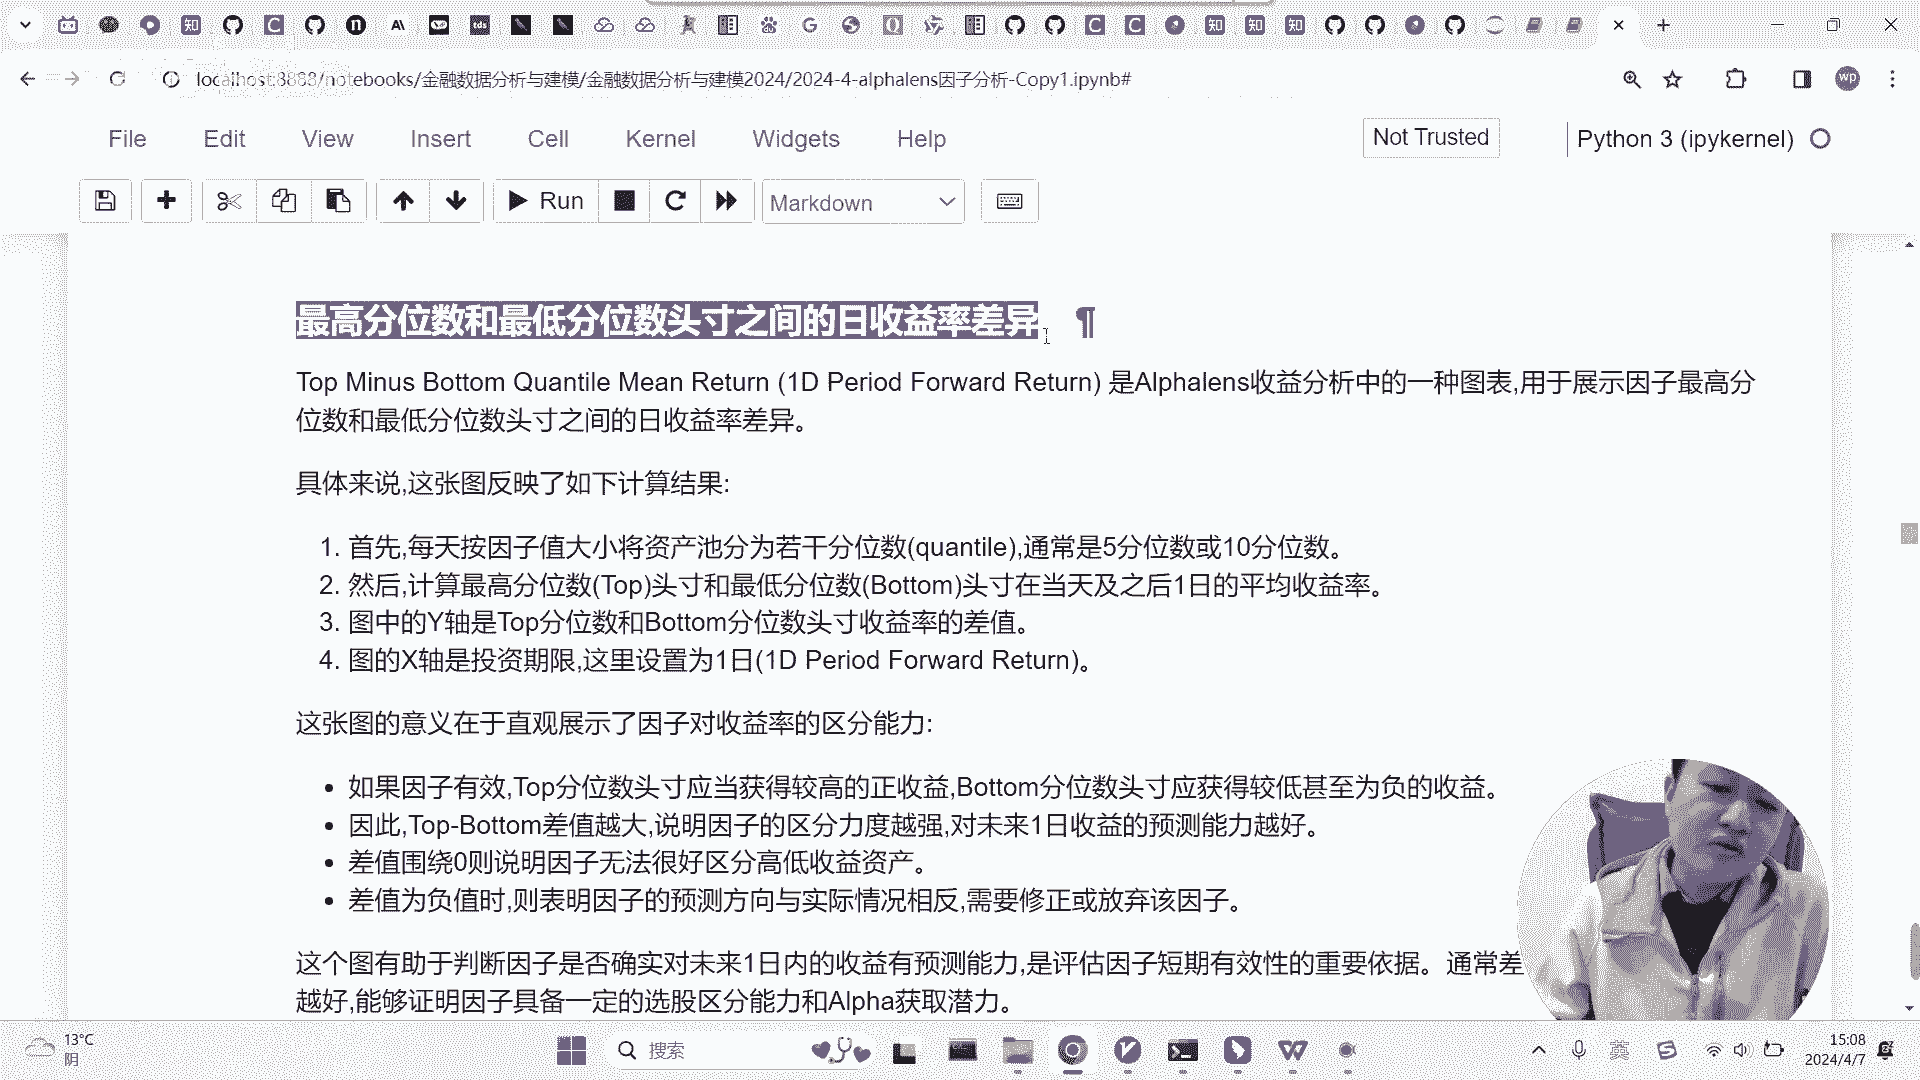 localhost:8888/notebooks/金融数据分析与建模/金融数据分析与建模2024/2024-4-alphalens因子分析-Copy1.ipynb#
wp
File Edit View Insert Cell Kernel Widgets Help
Not Trusted
Python 3 (ipykernel)
Run
Markdown
最高分位数和最低分位数头寸之间的日收益率差异 ¶
Top Minus Bottom Quantile Mean Return (1D Period Forward Return) 是Alphalens收益分析中的一种图表,用于展示因子最高分
位数和最低分位数头寸之间的日收益率差异。
具体来说,这张图反映了如下计算结果:
1. 首先,每天按因子值大小将资产池分为若干分位数(quantile),通常是5分位数或10分位数。
2. 然后,计算最高分位数(Top)头寸和最低分位数(Bottom)头寸在当天及之后1日的平均收益率。
3. 图中的Y轴是Top分位数和Bottom分位数头寸收益率的差值。
4. 图的X轴是投资期限,这里设置为1日(1D Period Forward Return)。
这张图的意义在于直观展示了因子对收益率的区分能力:
• 如果因子有效,Top分位数头寸应当获得较高的正收益,Bottom分位数头寸应获得较低甚至为负的收益。
• 因此,Top-Bottom差值越大,说明因子的区分力度越强,对未来1日收益的预测能力越好。
• 差值围绕0则说明因子无法很好区分高低收益资产。
• 差值为负值时,则表明因子的预测方向与实际情况相反,需要修正或放弃该因子。
这个图有助于判断因子是否确实对未来1日内的收益有预测能力,是评估因子短期有效性的重要依据。通常差
越好,能够证明因子具备一定的选股区分能力和Alpha获取潜力。
13°C
阴
搜索
英
15:08
2024/4/7